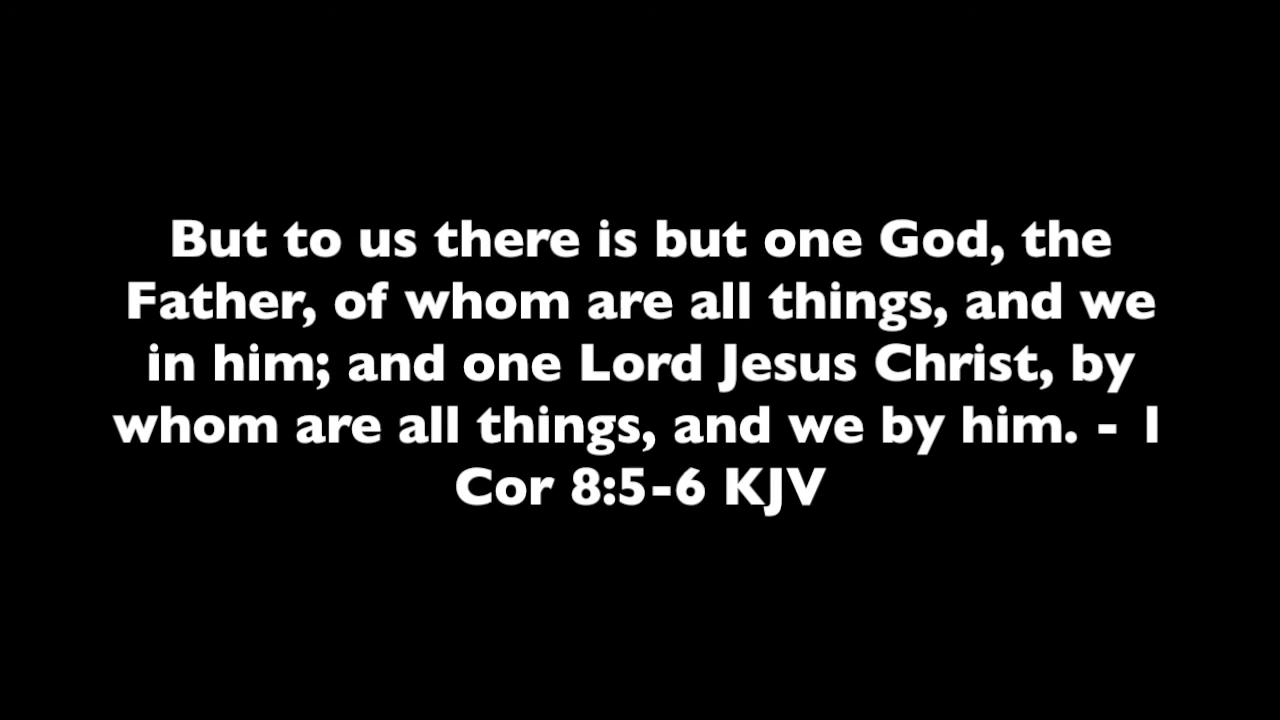 But to us there is but one God, the
Father, of whom are all things, and we
in him; and one Lord Jesus Christ, by
whom are all things, and we by him. - 1
Cor 8:5-6 KJV